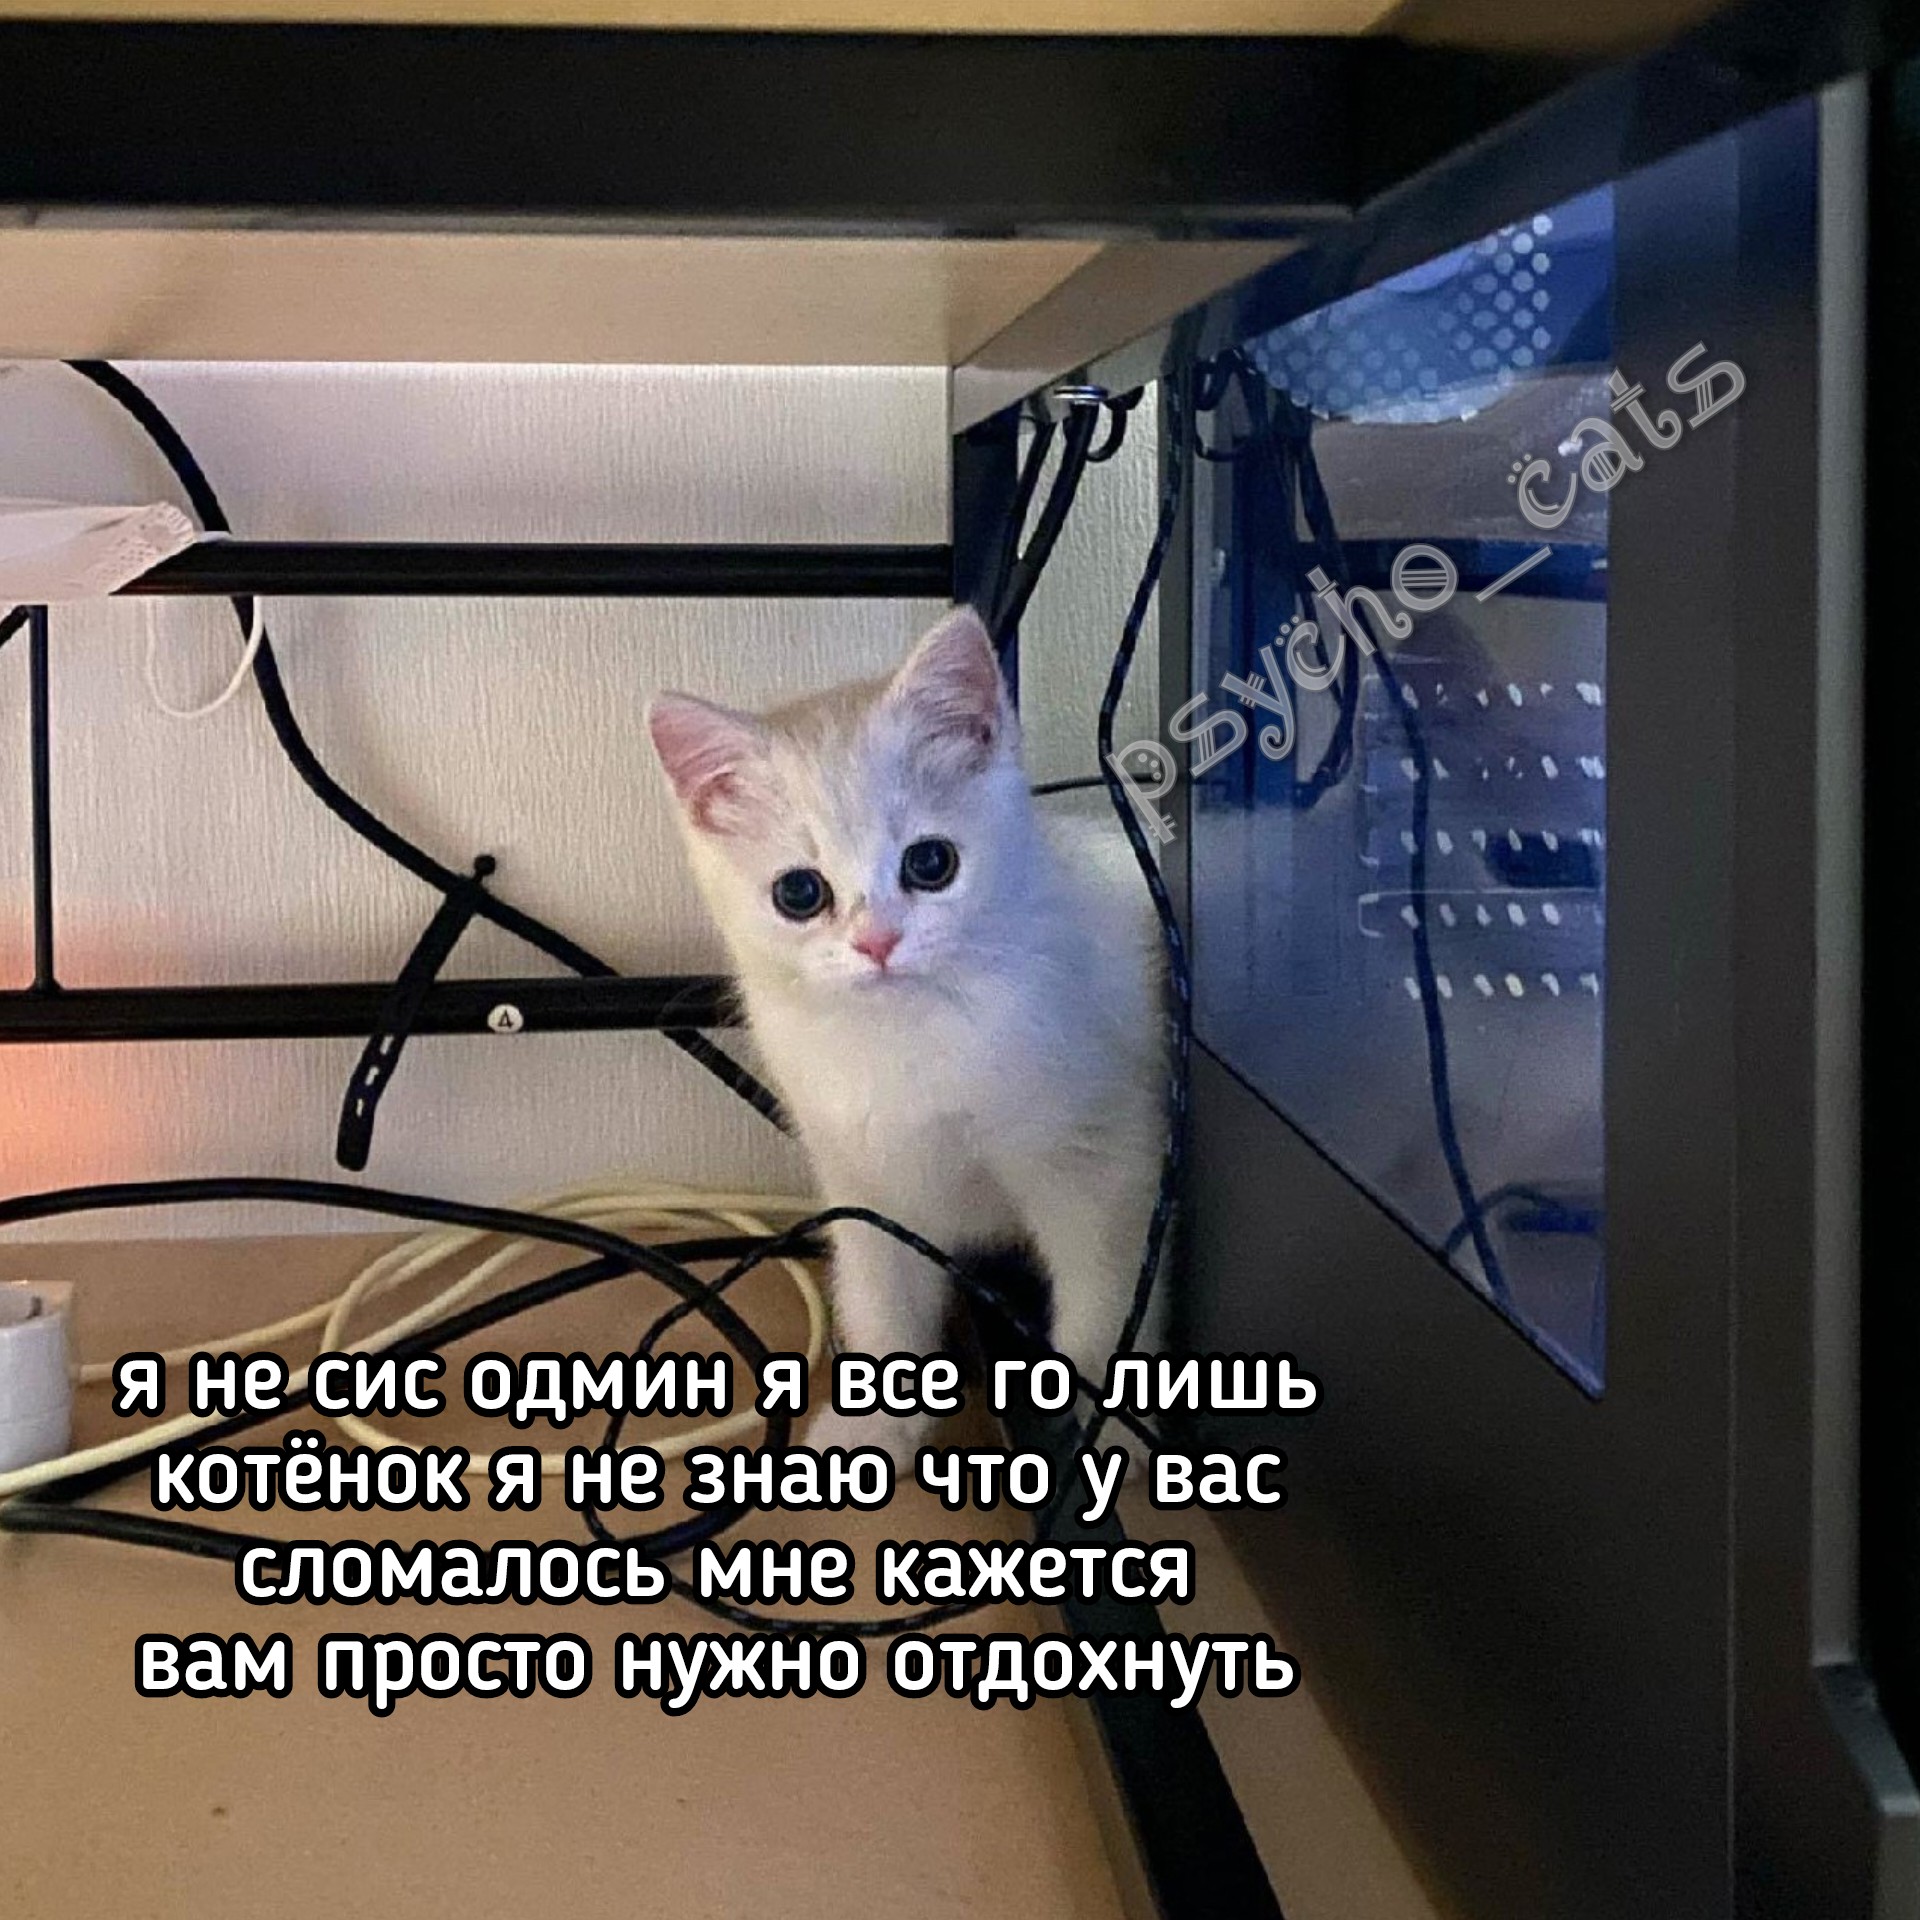 psycho_cats
4
я не сис одмин я все го лишь
котёнок я не знаю что у вас
сломалось мне кажется
вам просто нужно отдохнуть